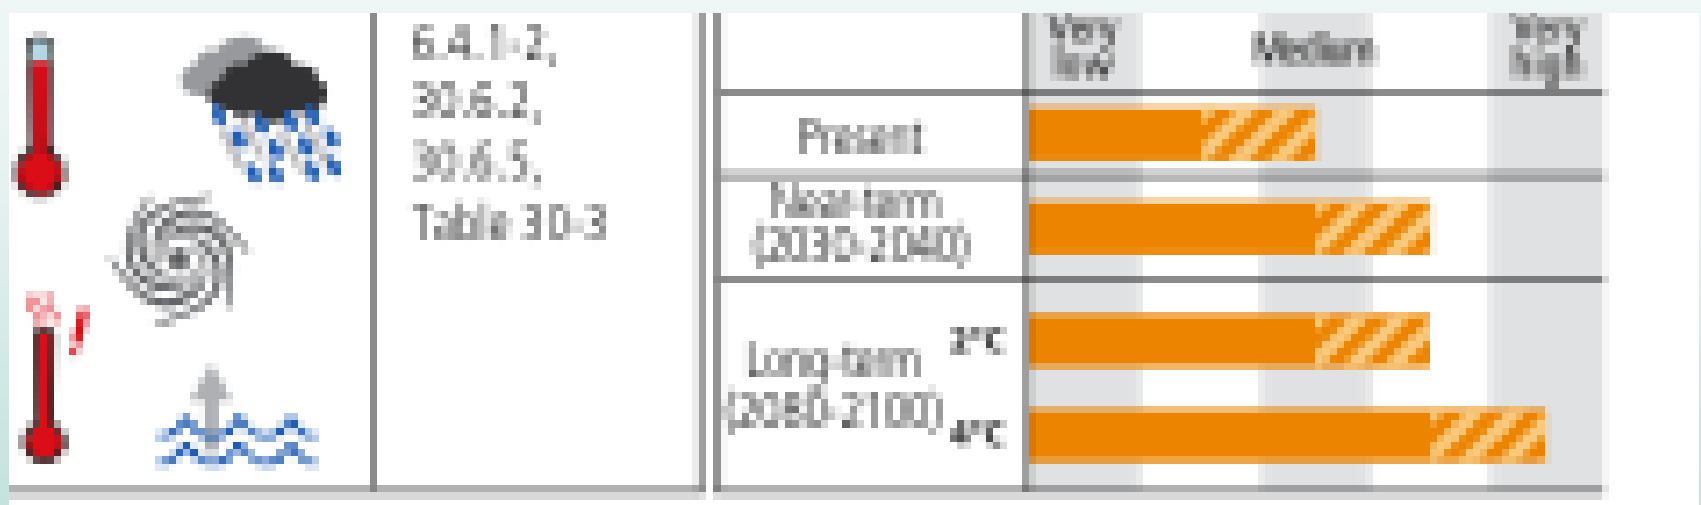 6.4.1-2,
30.6.2,
30.6.5,
Table 30-3
Very low
Medium
Very high
Present
Near-term
(2030-2040)
Long-term
(2080-2100)
2°C
4°C